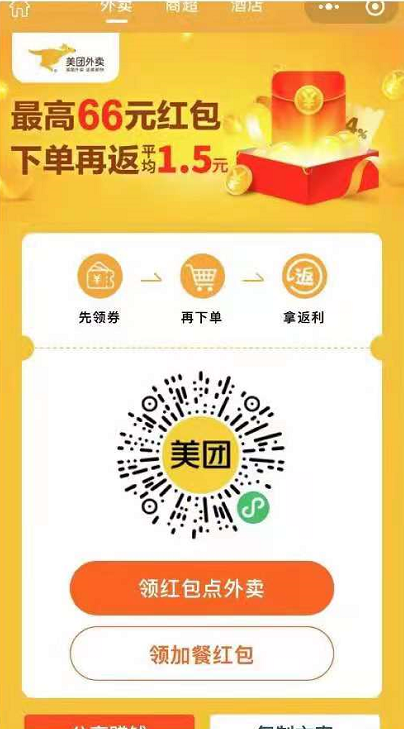 外卖 商超 酒店
美团外卖
最高66元红包
下单再返平均1.5元
先领券 再下单 拿返利
返
美团
领红包点外卖
领加餐红包